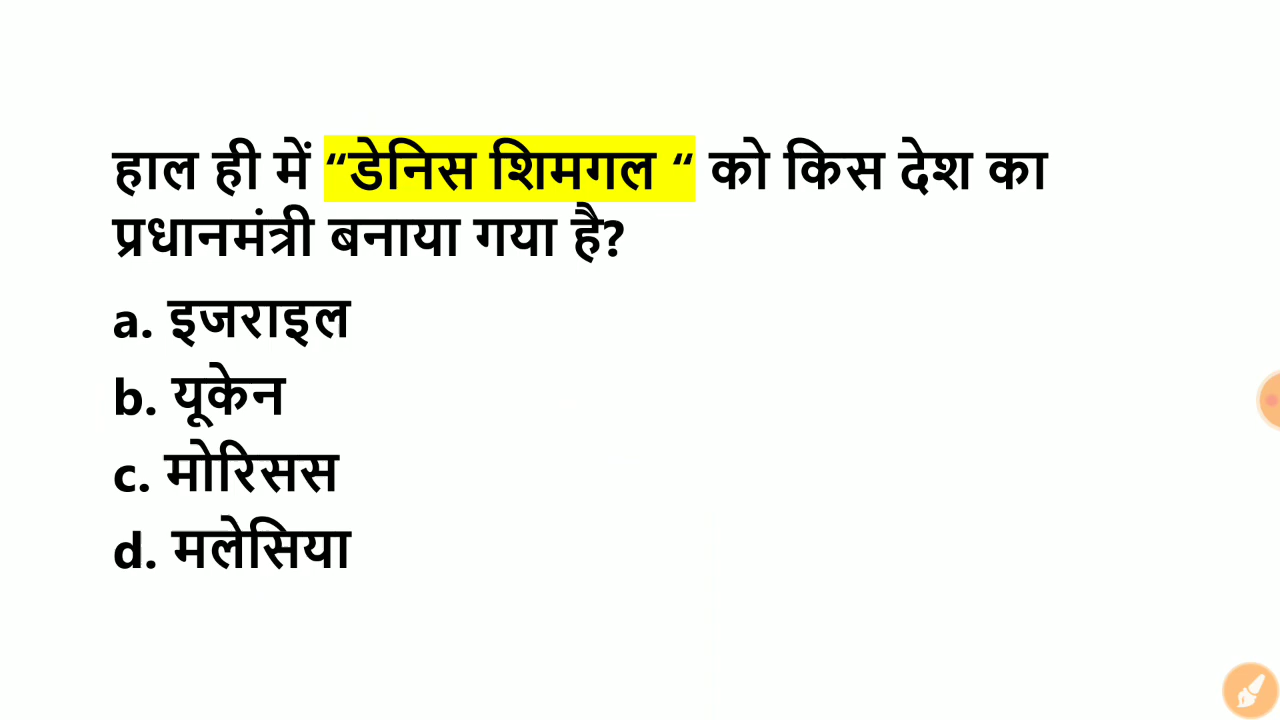 हाल ही में “डेनिस शिमगल “ को किस देश का
प्रधानमंत्री बनाया गया है?
a. इजराइल
b. यूकेन
c. मोरिसस
d. मलेसिया